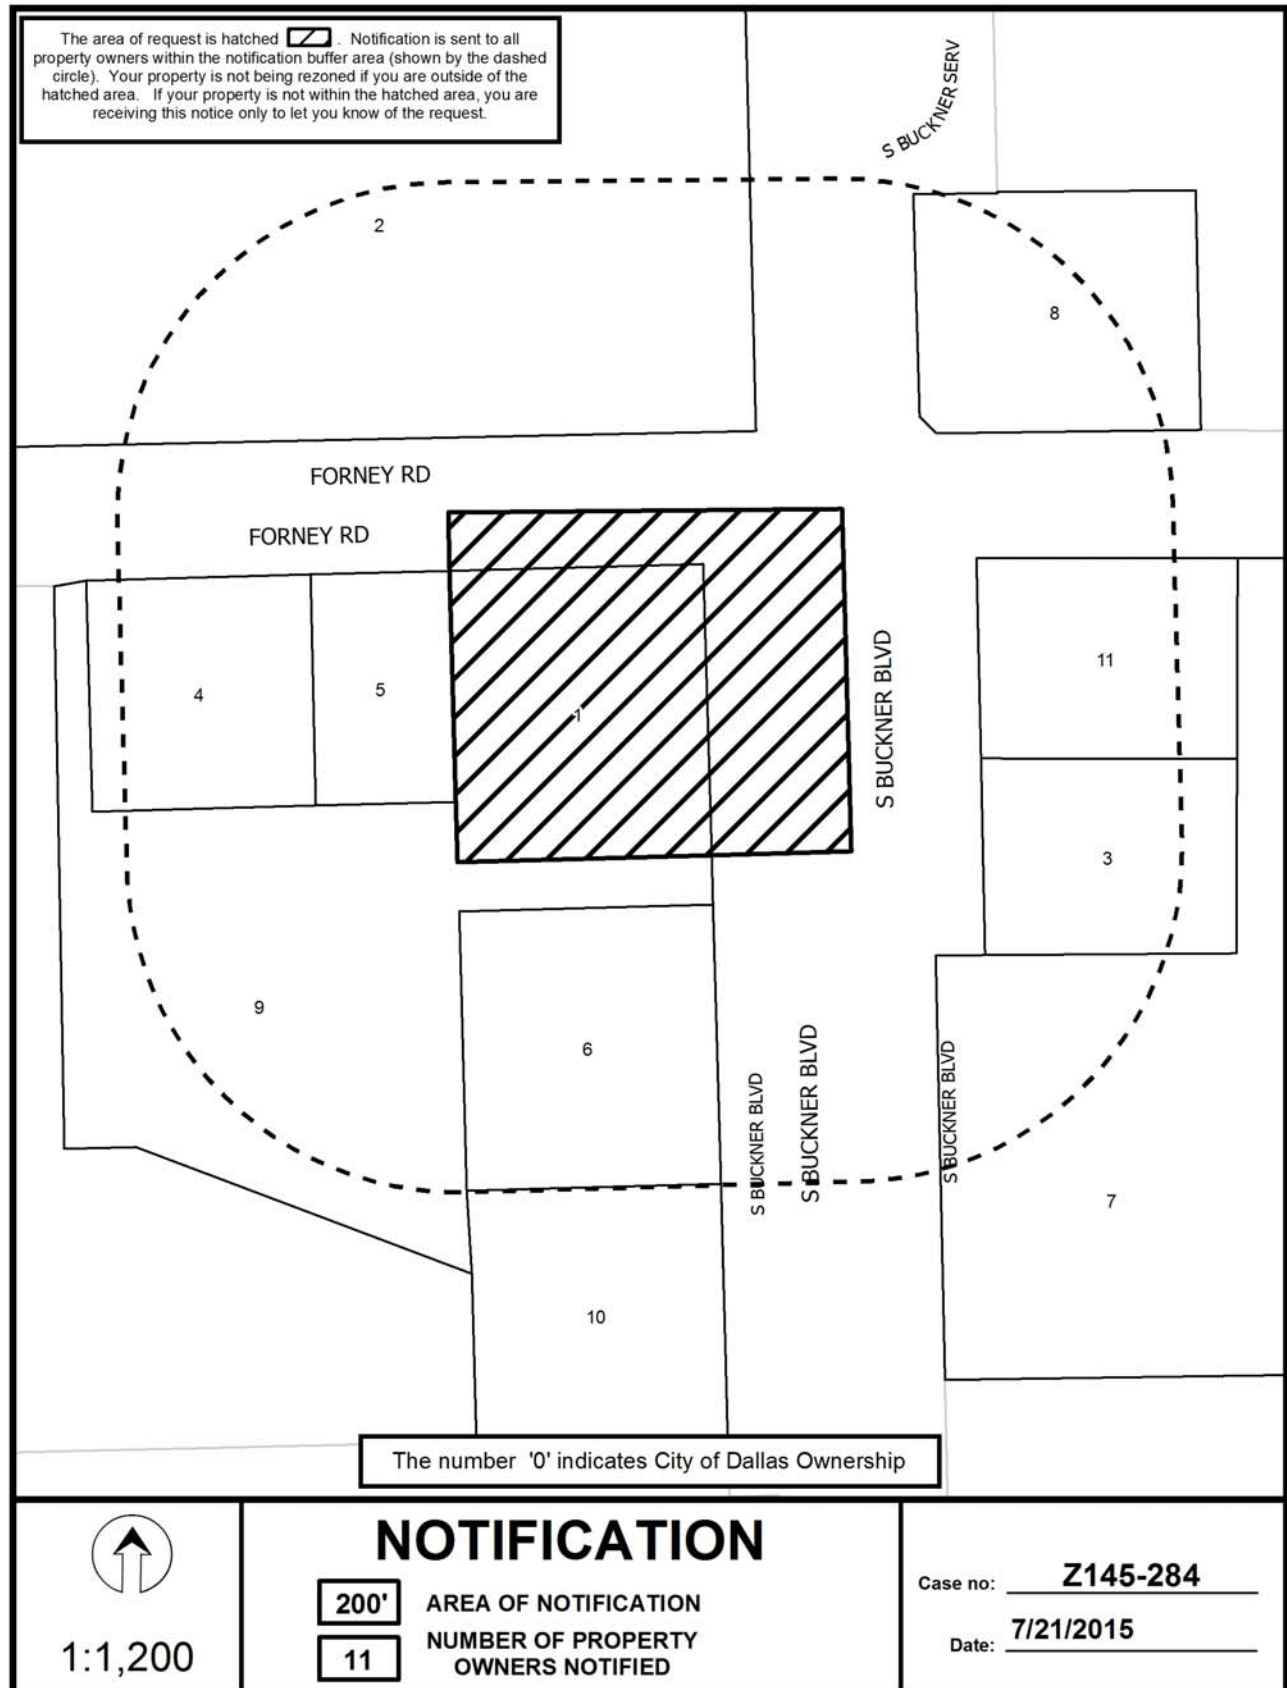 The area of request is hatched . Notification is sent to all
property owners within the notification buffer area (shown by the dashed
circle). Your property is not being rezoned if you are outside of the
hatched area. If your property is not within the hatched area, you are
receiving this notice only to let you know of the request.
S BUCKNERSERV
2
8
FORNEY RD
FORNEY RD
4
5
1
S BUCKNER BLVD
11
3
9
6
S BUCKNER BLVD
S BUCKNER BLVD
S BUCKNER BLVD
7
10
The number '0' indicates City of Dallas Ownership
1:1,200
NOTIFICATION
200' AREA OF NOTIFICATION
11 NUMBER OF PROPERTY
OWNERS NOTIFIED
Case no: Z145-284
Date: 7/21/2015